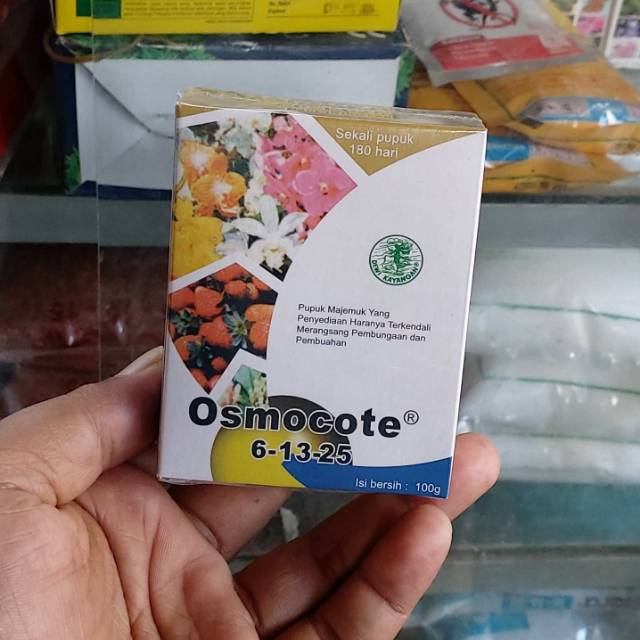 Sekali pupuk
180 hari
DEWI KAYANGAN
Pupuk Majemuk Yang
Penyediaan Haranya Terkendali
Merangsang Pembungaan dan
Pembuahan
Osmocote®
6-13-25
Isi bersih : 100g